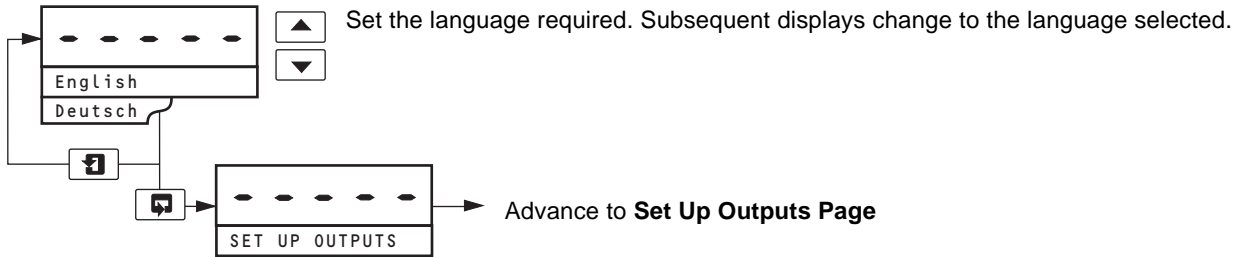 Set the language required. Subsequent displays change to the language selected.
- - - - -
English
Deutsch
- - - - -
SET UP OUTPUTS
Advance to Set Up Outputs Page